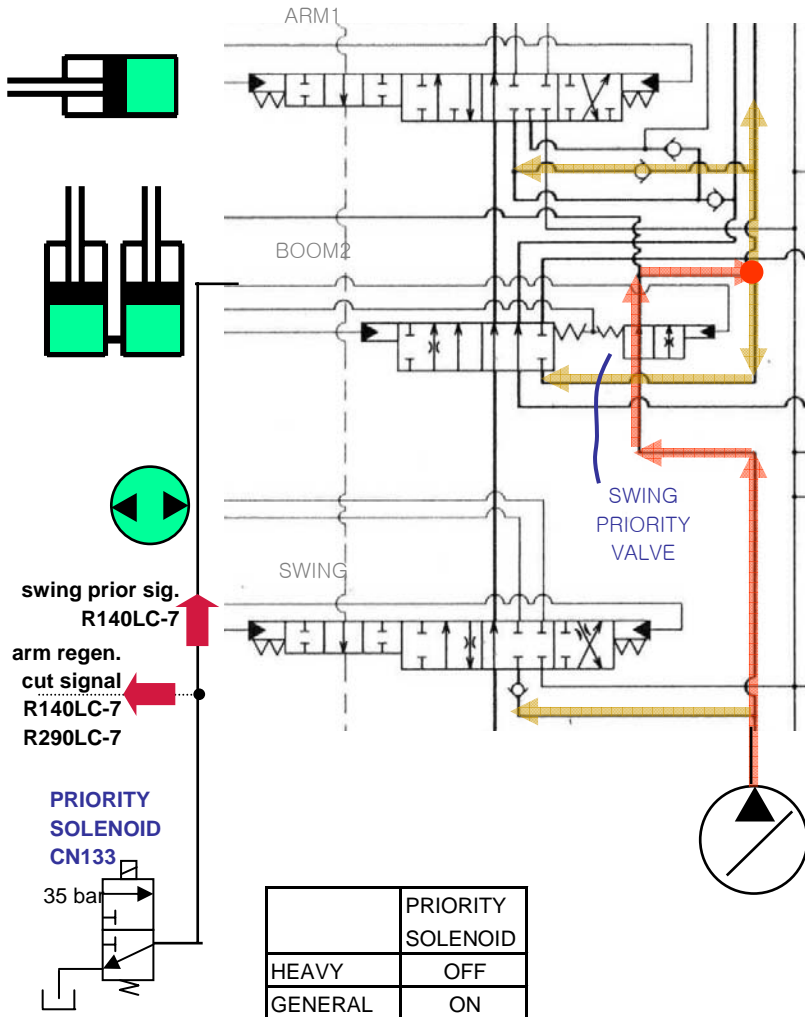 ARM1
BOOM2
SWING
PRIORITY
VALVE
SWING
swing prior sig.
R140LC-7
arm regen.
cut signal
R140LC-7
R290LC-7
PRIORITY
SOLENOID
CN133
35 bar
PRIORITY
SOLENOID
HEAVY OFF
GENERAL ON